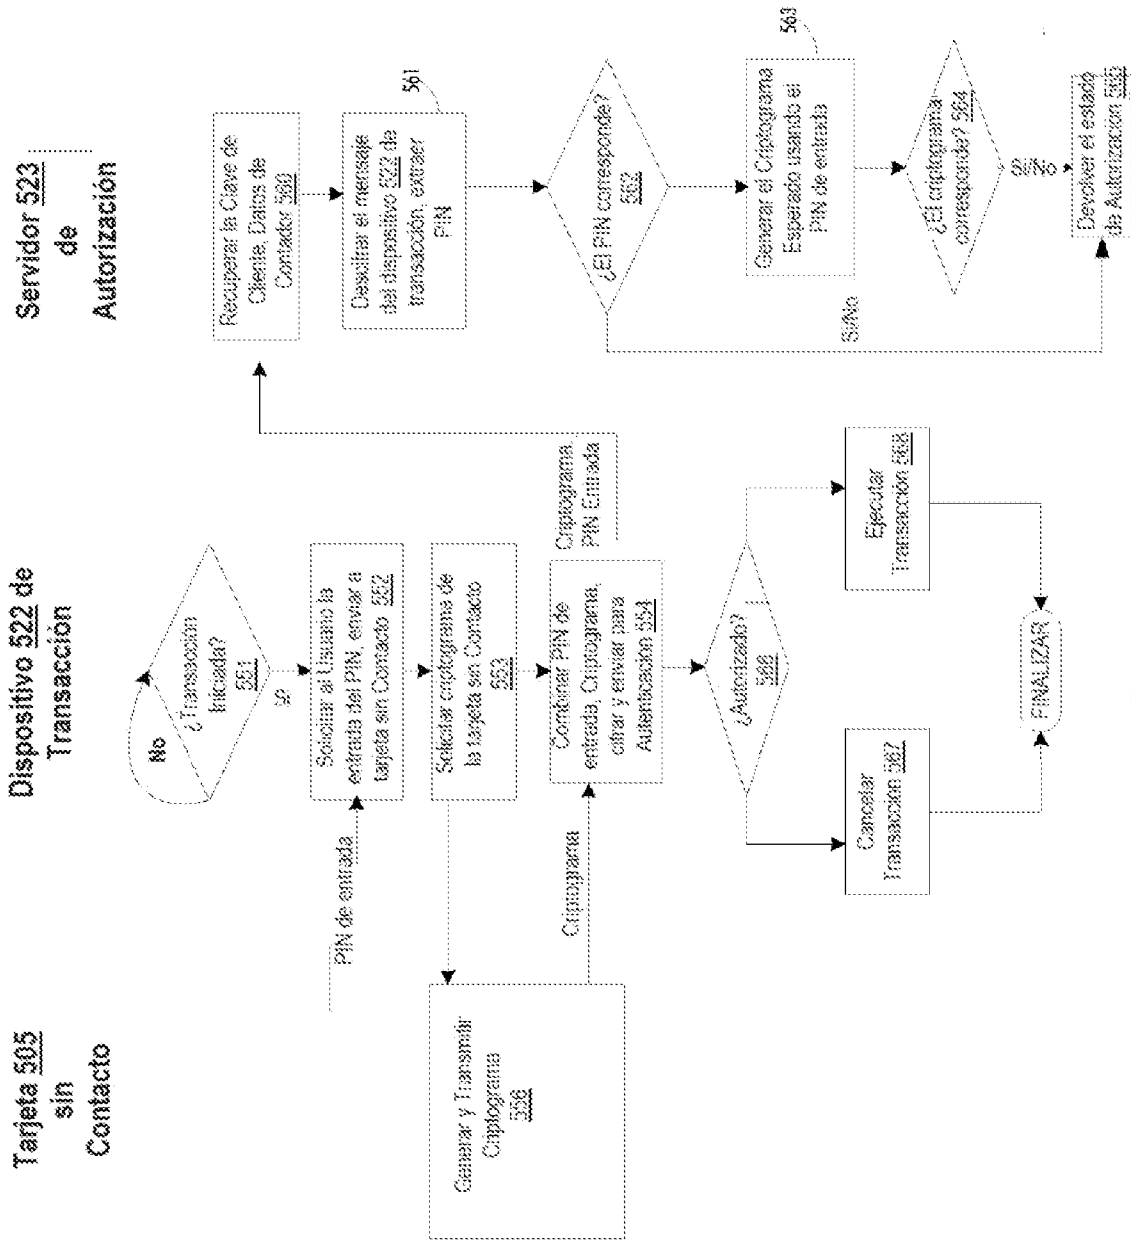 Tarjeta 505
sin
Contacto
Dispositivo 522 de
Transacción
Servidor 523
de
Autorización
No
¿Transacción
Iniciada?
551
Sí
PIN de entrada
Solicitar al Usuario la
entrada del PIN, enviar a
tarjeta sin Contacto 552
Solicitar criptograma de
la tarjeta sin Contacto
553
Generar y Transmitir
Criptograma
556
Criptograma
Combinar PIN de
entrada, Criptograma,
cifrar y enviar para
Autenticación 554
Criptograma,
PIN Entrada
¿Autorizado?
566
Cancelar
Transacción 567
Ejecutar
Transacción 568
FINALIZAR
Recuperar la Clave de
Cliente, Datos de
Contador 560
561
Descifrar el mensaje
del dispositivo 522 de
transacción, extraer
PIN
¿El PIN corresponde?
562
563
Generar el Criptograma
Esperado usando el
PIN de entrada
¿El criptograma
corresponde? 564
Sí/No
Sí/No
Devolver el estado
de Autorización 565